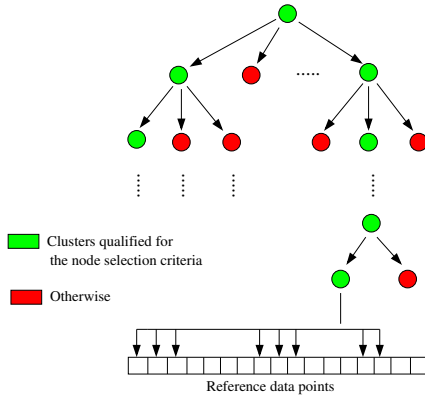 Clusters qualified for
the node selection criteria
Otherwise
Reference data points